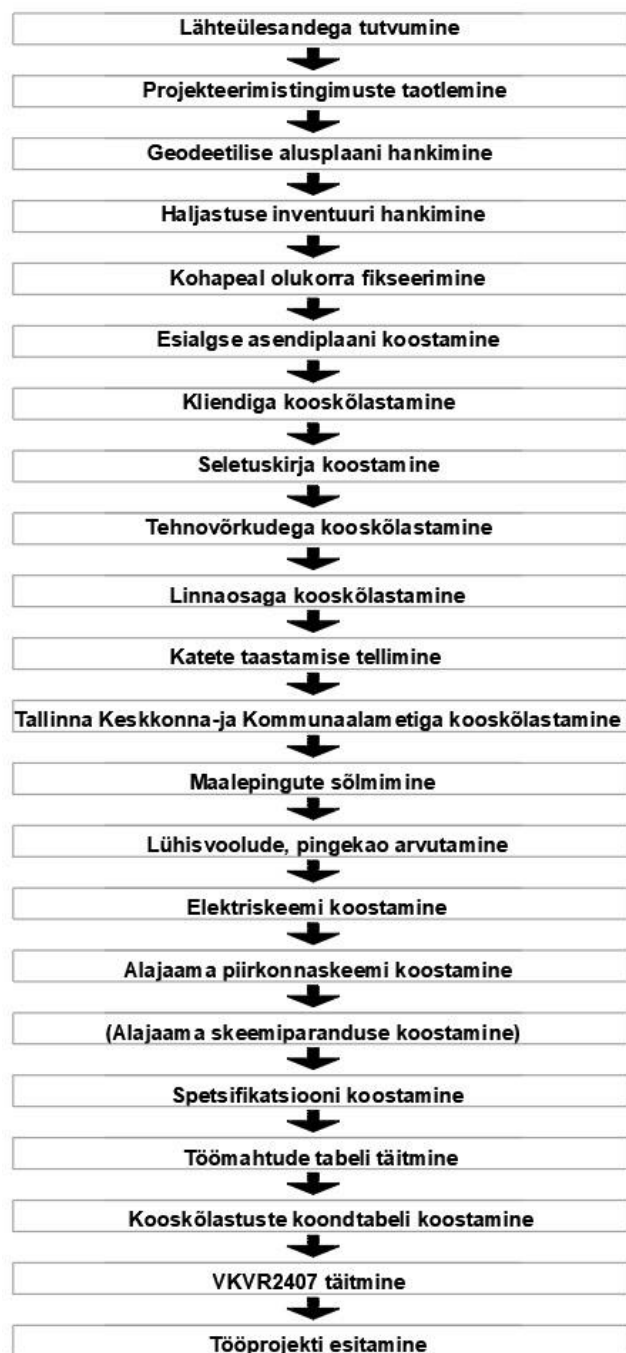 Lähteülesandega tutvumine
Projekteerimistingimuste taotlemine
Geodeetilise alusplaani hankimine
Haljastuse inventuuri hankimine
Kohapeal olukorra fikseerimine
Esialgse asendiplaani koostamine
Kliendiga kooskõlastamine
Seletuskirja koostamine
Tehnovõrkudega kooskõlastamine
Linnaosaga kooskõlastamine
Katete taastamise tellimine
Tallinna Keskkonna-ja Kommunaalametiga kooskõlastamine
Maalepingute sõlmimine
Lühisvoolude, pingekao arvutamine
Elektriskeemi koostamine
Alajaama piirkonnaskeemi koostamine
(Alajaama skeemiparanduse koostamine)
Spetsifikatsiooni koostamine
Töömahtude tabeli täitmine
Kooskõlastuste koondtabeli koostamine
VKVR2407 täitmine
Tööprojekti esitamine